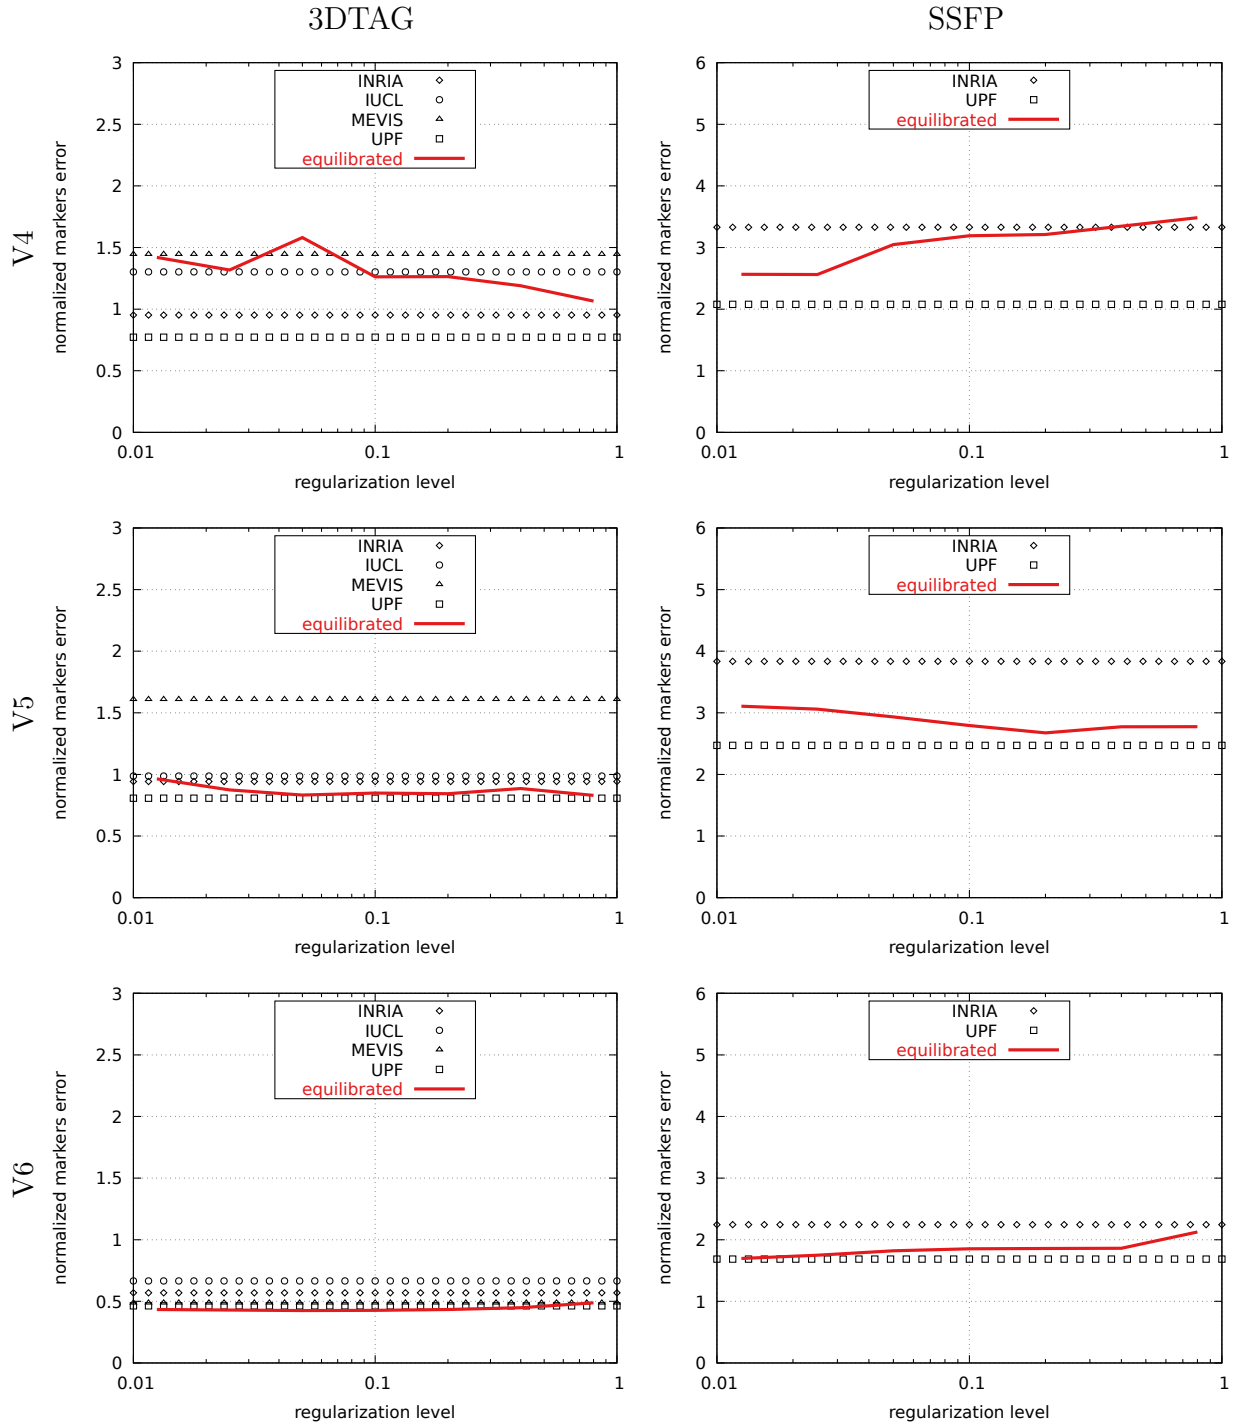 3DTAG
SSFP
V4
normalized markers error
3
2.5
2
1.5
1
0.5
0
0.01
0.1
1
regularization level
INRIA
IUCL
MEVIS
UPF
equilibrated
normalized markers error
6
5
4
3
2
1
0
0.01
0.1
1
regularization level
INRIA
UPF
equilibrated
V5
normalized markers error
3
2.5
2
1.5
1
0.5
0
0.01
0.1
1
regularization level
INRIA
IUCL
MEVIS
UPF
equilibrated
normalized markers error
6
5
4
3
2
1
0
0.01
0.1
1
regularization level
INRIA
UPF
equilibrated
V6
normalized markers error
3
2.5
2
1.5
1
0.5
0
0.01
0.1
1
regularization level
INRIA
IUCL
MEVIS
UPF
equilibrated
normalized markers error
6
5
4
3
2
1
0
0.01
0.1
1
regularization level
INRIA
UPF
equilibrated